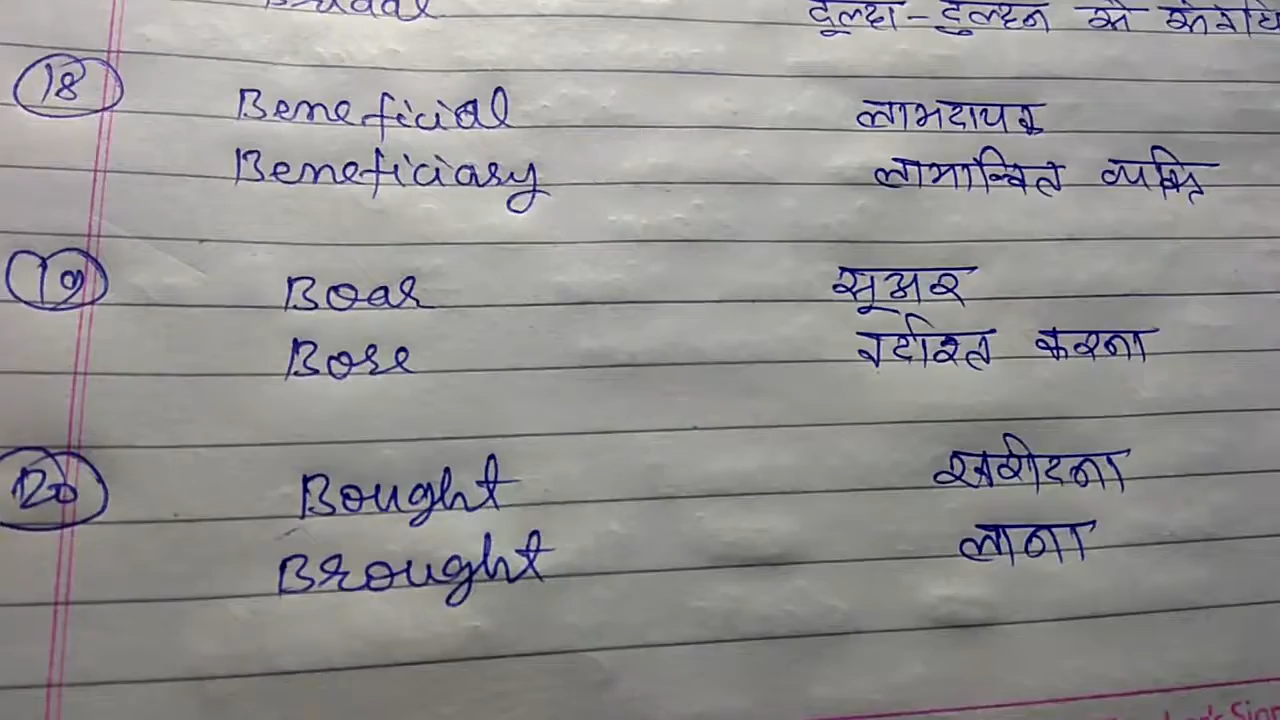 दूल्हा-दुल्हन
18 Beneficial लाभदायक
Beneficiary लाभान्वित व्यक्ति
19 Boar सूअर
Bore बर्दाश्त करना
20 Bought खरीदना
Brought लाना